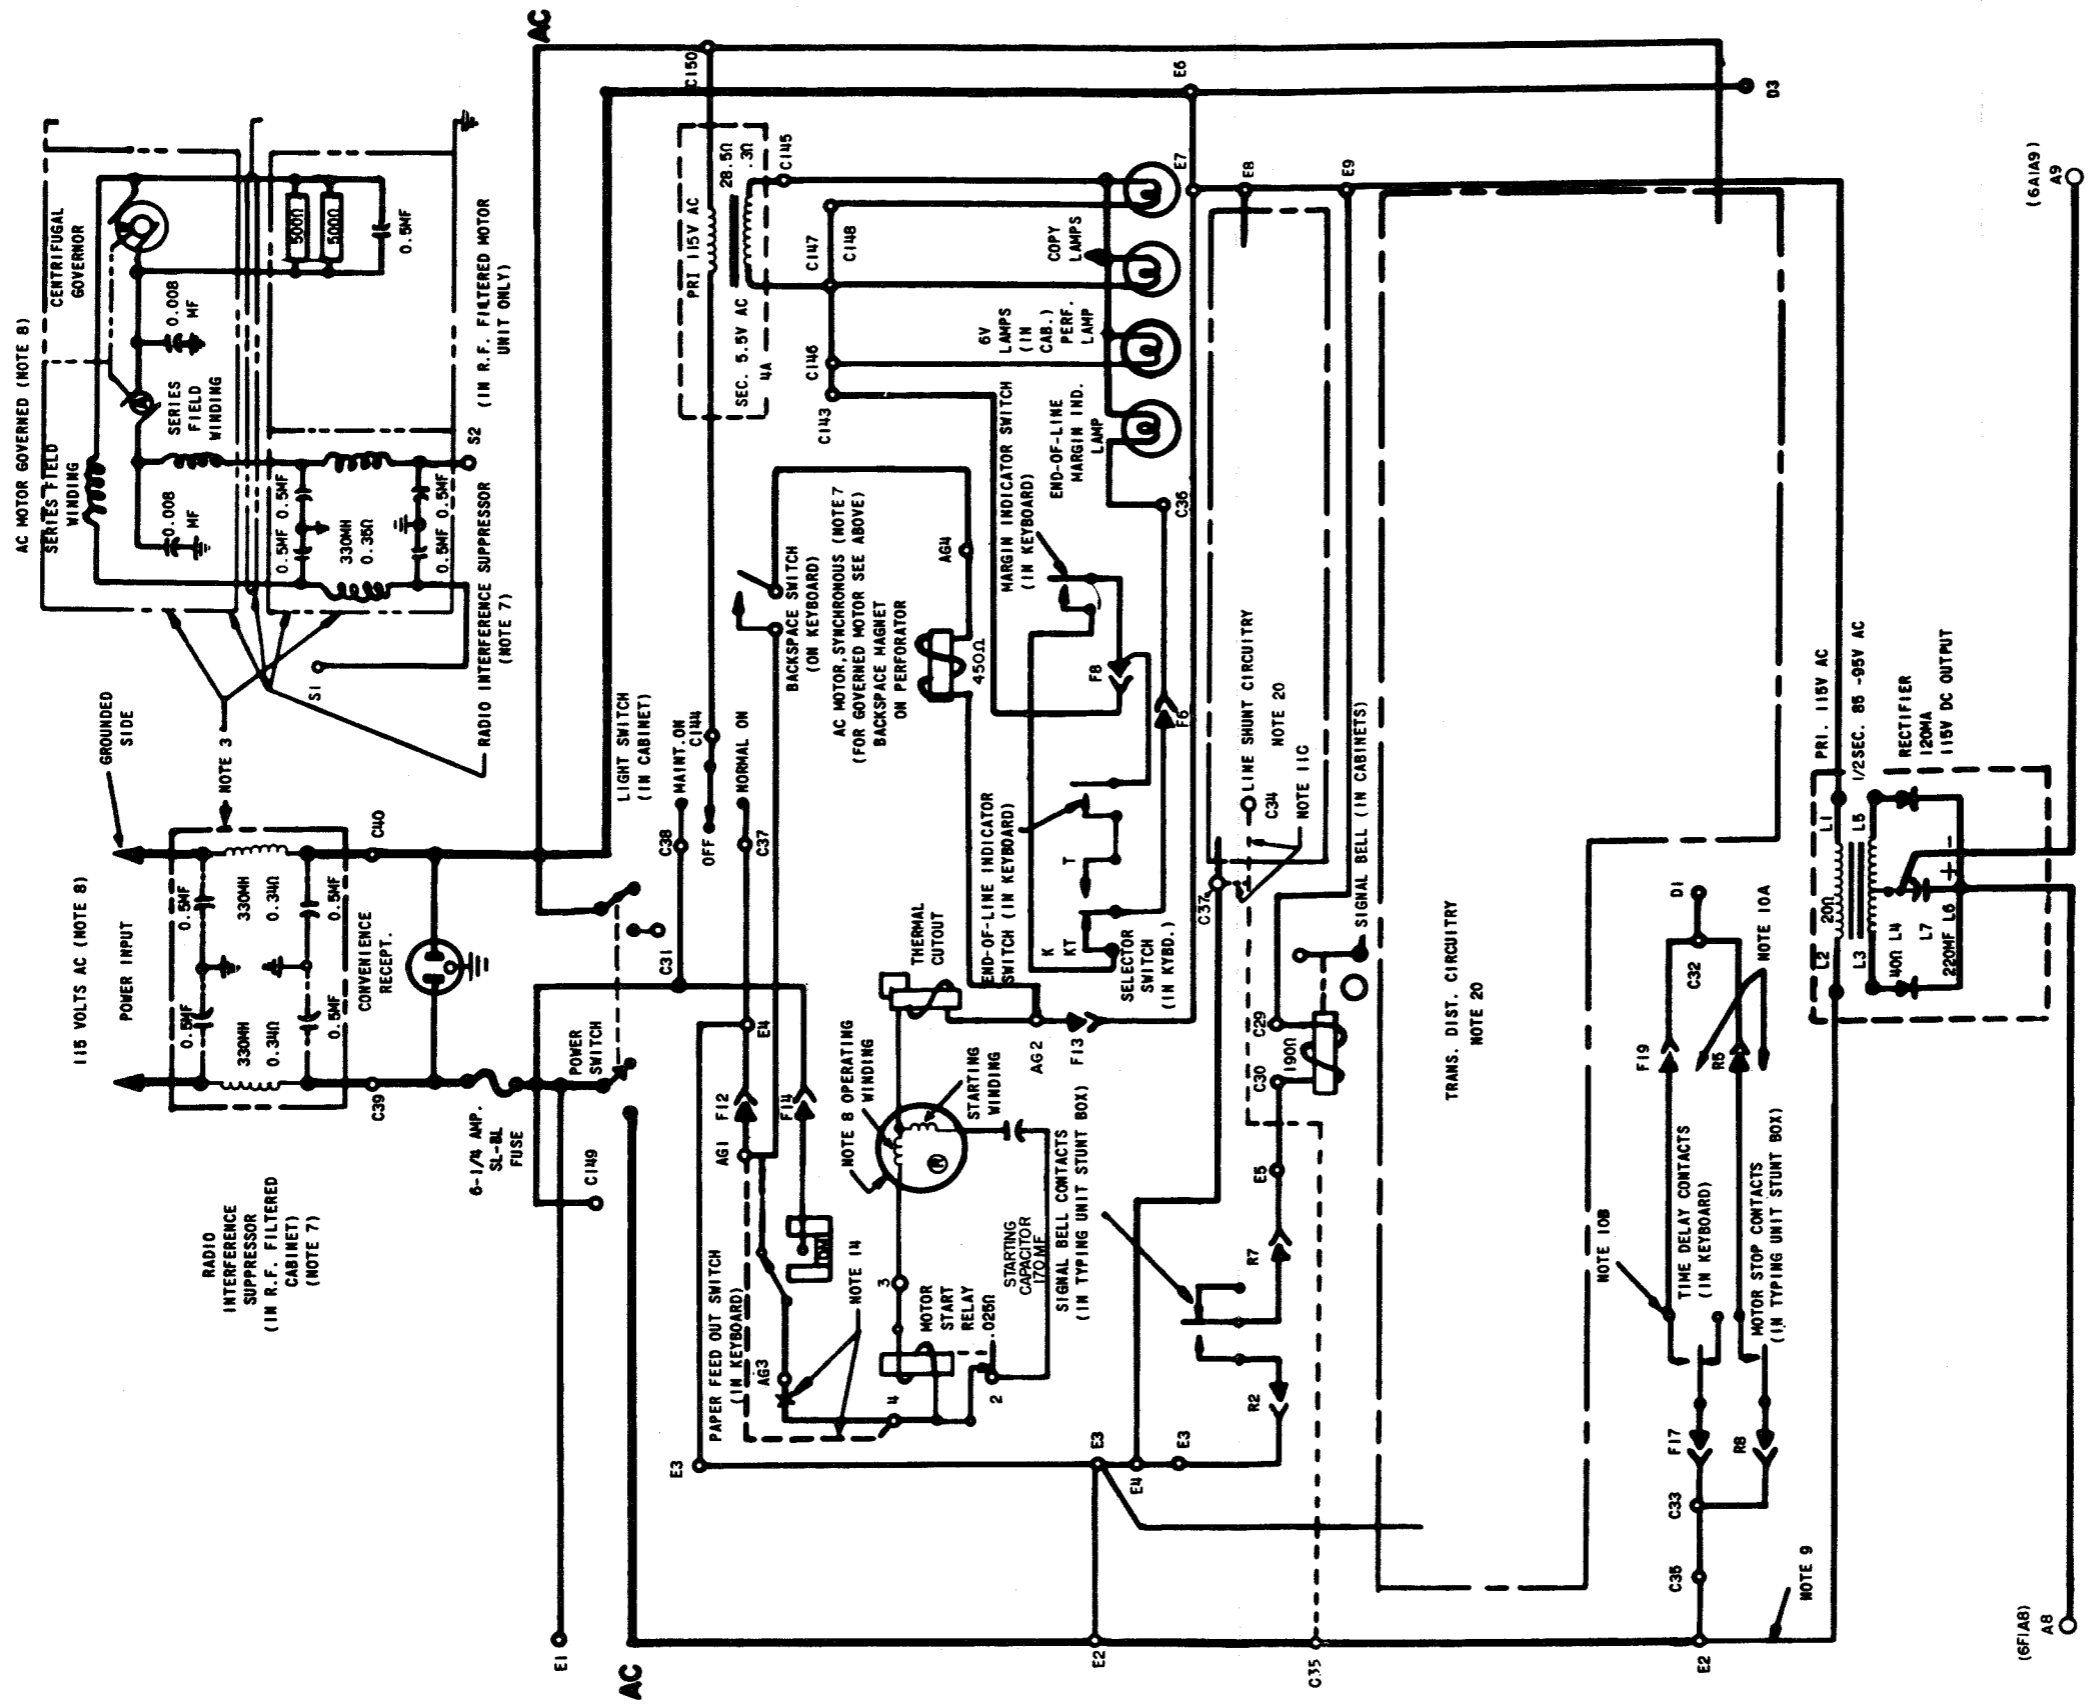 AC MOTOR GOVERNED (NOTE 8)
SERIES FIELD
WINDING
CENTRIFUGAL
GOVERNOR
0.008
MF
SERIES
FIELD
WINDING
0.008
MF
500Ω
500Ω
0.5MF
(IN R.F. FILTERED MOTOR
UNIT ONLY)
0.5MF 0.5MF
330MH
0.35Ω
0.5MF 0.5MF
S2
S1
RADIO INTERFERENCE SUPPRESSOR
(NOTE 7)
GROUNDED
SIDE
NOTE 3
115 VOLTS AC (NOTE 8)
POWER INPUT
0.5MF
0.5MF
330MH
0.34Ω
330MH
0.34Ω
0.5MF
0.5MF
CONVENIENCE
RECEPT.
C40
C39
RADIO
INTERFERENCE
SUPPRESSOR
(IN R.F. FILTERED
CABINET)
(NOTE 7)
6-1/4 AMP.
SL-BL
FUSE
C149
POWER
SWITCH
C31
AC
AC
E1
LIGHT SWITCH
(IN CABINET)
MAINT. ON
C144
NORMAL ON
OFF
C38
C37
C150
PRI 115V AC
28.5Ω
.3Ω
SEC. 5.5V AC
4A
C145
C147
C148
C146
C143
6V
LAMPS
(IN
CAB.)
COPY
LAMPS
PERF.
LAMP
END-OF-LINE
MARGIN IND.
LAMP
E6
E7
E8
E9
D3
BACKSPACE SWITCH
(ON KEYBOARD)
AC MOTOR, SYNCHRONOUS (NOTE 7
(FOR GOVERNED MOTOR SEE ABOVE)
BACKSPACE MAGNET
ON PERFORATOR
450Ω
AG4
MARGIN INDICATOR SWITCH
(IN KEYBOARD)
C36
F8
F6
END-OF-LINE INDICATOR
SWITCH (IN KEYBOARD)
T
K
KT
SELECTOR
SWITCH
(IN KYBD.)
THERMAL
CUTOUT
AG2
F13
E4
F12
F14
AG1
NOTE 8 OPERATING
WINDING
STARTING
WINDING
PAPER FEED OUT SWITCH
(IN KEYBOARD)
AG3
NOTE 14
3
4
2
MOTOR
START
RELAY
.025Ω
STARTING
CAPACITOR
170 MF
SIGNAL BELL CONTACTS
(IN TYPING UNIT STUNT BOX)
E3
E3
E4
E3
R2
R7
E5
C30
C29
190Ω
C37
LINE SHUNT CIRCUITRY
C34
NOTE 20
NOTE 11C
SIGNAL BELL (IN CABINETS)
E2
C35
TRANS. DIST. CIRCUITRY
NOTE 20
NOTE 10B
TIME DELAY CONTACTS
(IN KEYBOARD)
MOTOR STOP CONTACTS
(IN TYPING UNIT STUNT BOX)
F19
R5
C32
D1
NOTE 10A
F17
R8
C33
C35
E2
NOTE 9
PRI. 115V AC
1/2SEC. 85 -95V AC
RECTIFIER
120MA
115V DC OUTPUT
L1
L2
20Ω
L5
L3
40Ω L4
L7
220MF L6
(6A1A9)
A9
(6F1A8)
A8